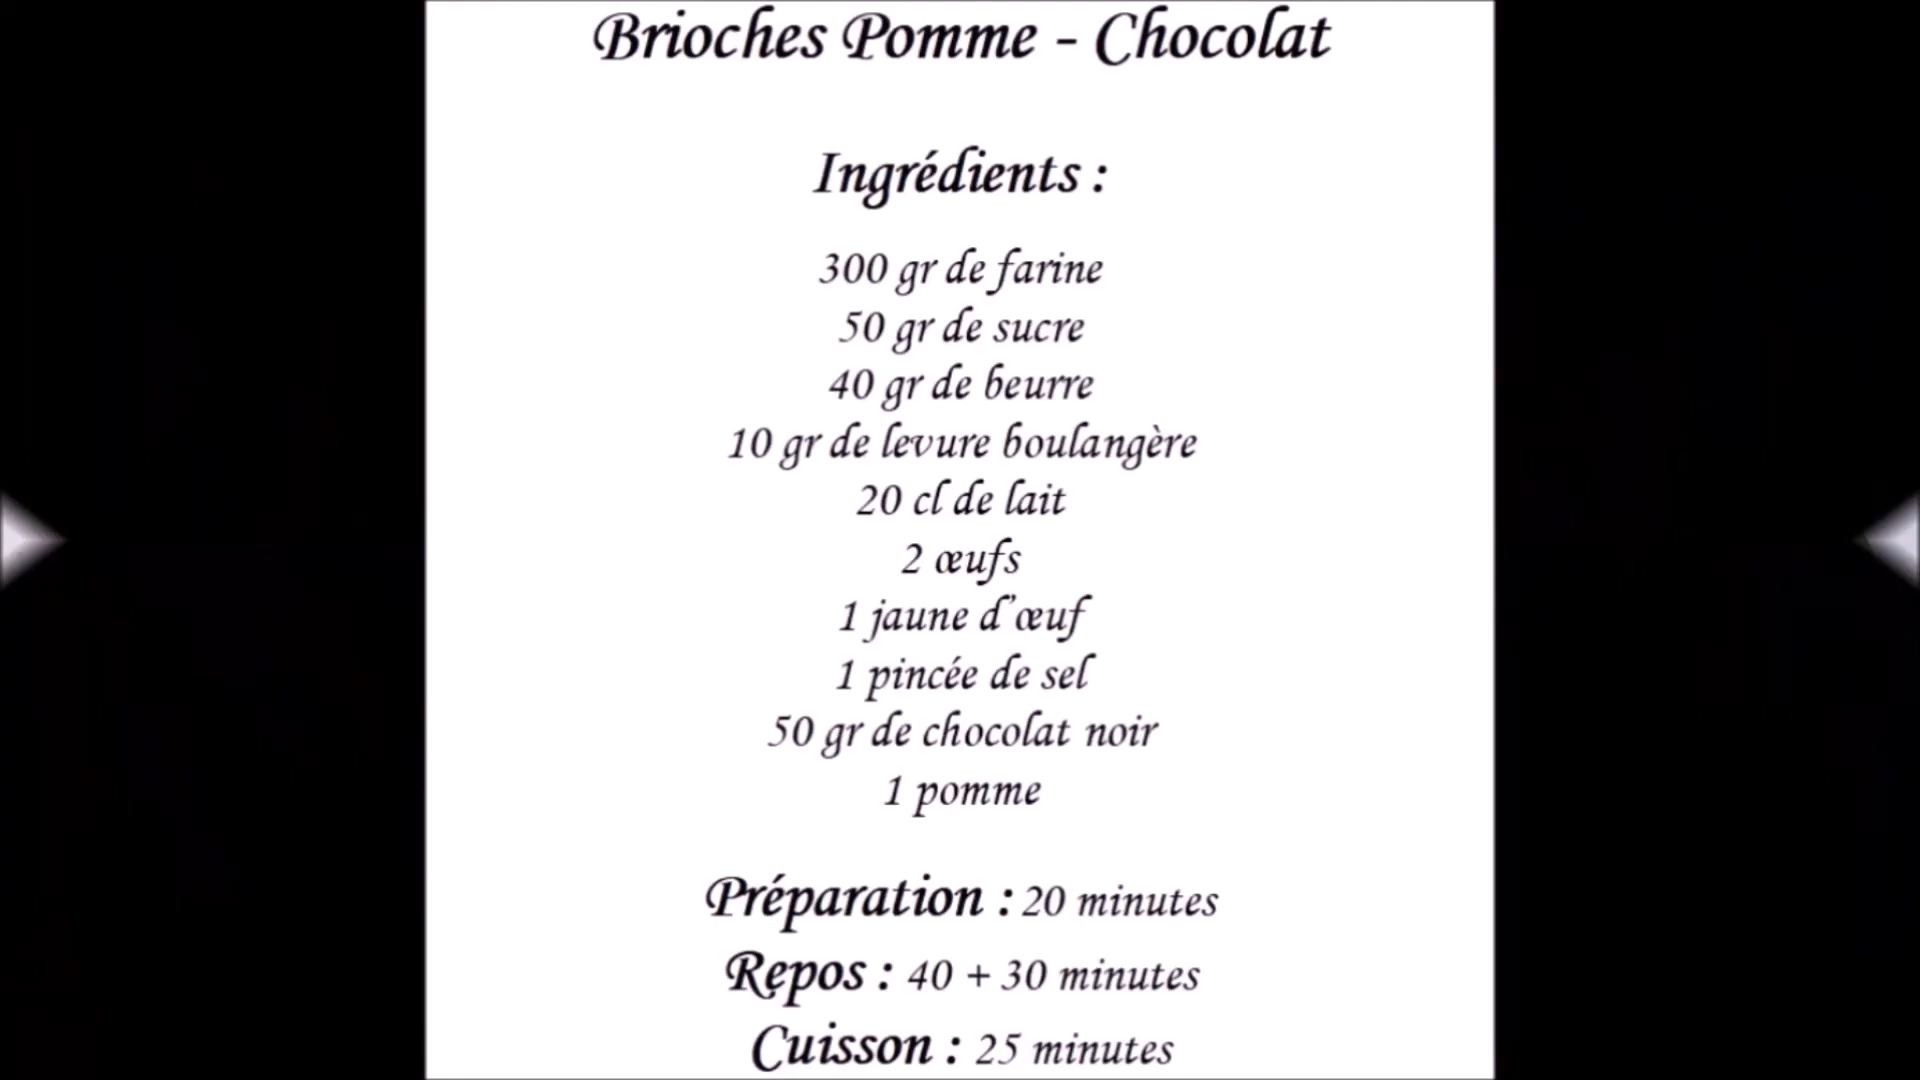 Brioches Pomme - Chocolat
Ingrédients :
300 gr de farine
50 gr de sucre
40 gr de beurre
10 gr de levure boulangère
20 cl de lait
2 œufs
1 jaune d’œuf
1 pincée de sel
50 gr de chocolat noir
1 pomme
Préparation : 20 minutes
Repos : 40 + 30 minutes
Cuisson : 25 minutes